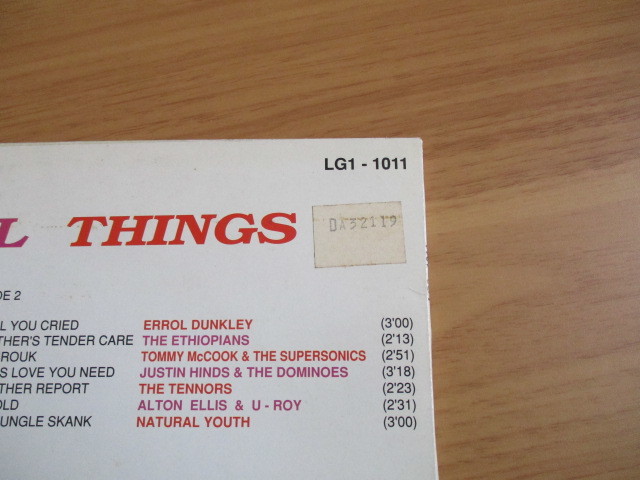 LG1 - 1011
L THINGS
DA32119
DE 2
L YOU CRIED ERROL DUNKLEY (3'00)
THER'S TENDER CARE THE ETHIOPIANS (2'13)
ROUK TOMMY McCOOK & THE SUPERSONICS (2'51)
S LOVE YOU NEED JUSTIN HINDS & THE DOMINOES (3'18)
THER REPORT THE TENNORS (2'23)
OLD ALTON ELLIS & U - ROY (2'31)
UNGLE SKANK NATURAL YOUTH (3'00)